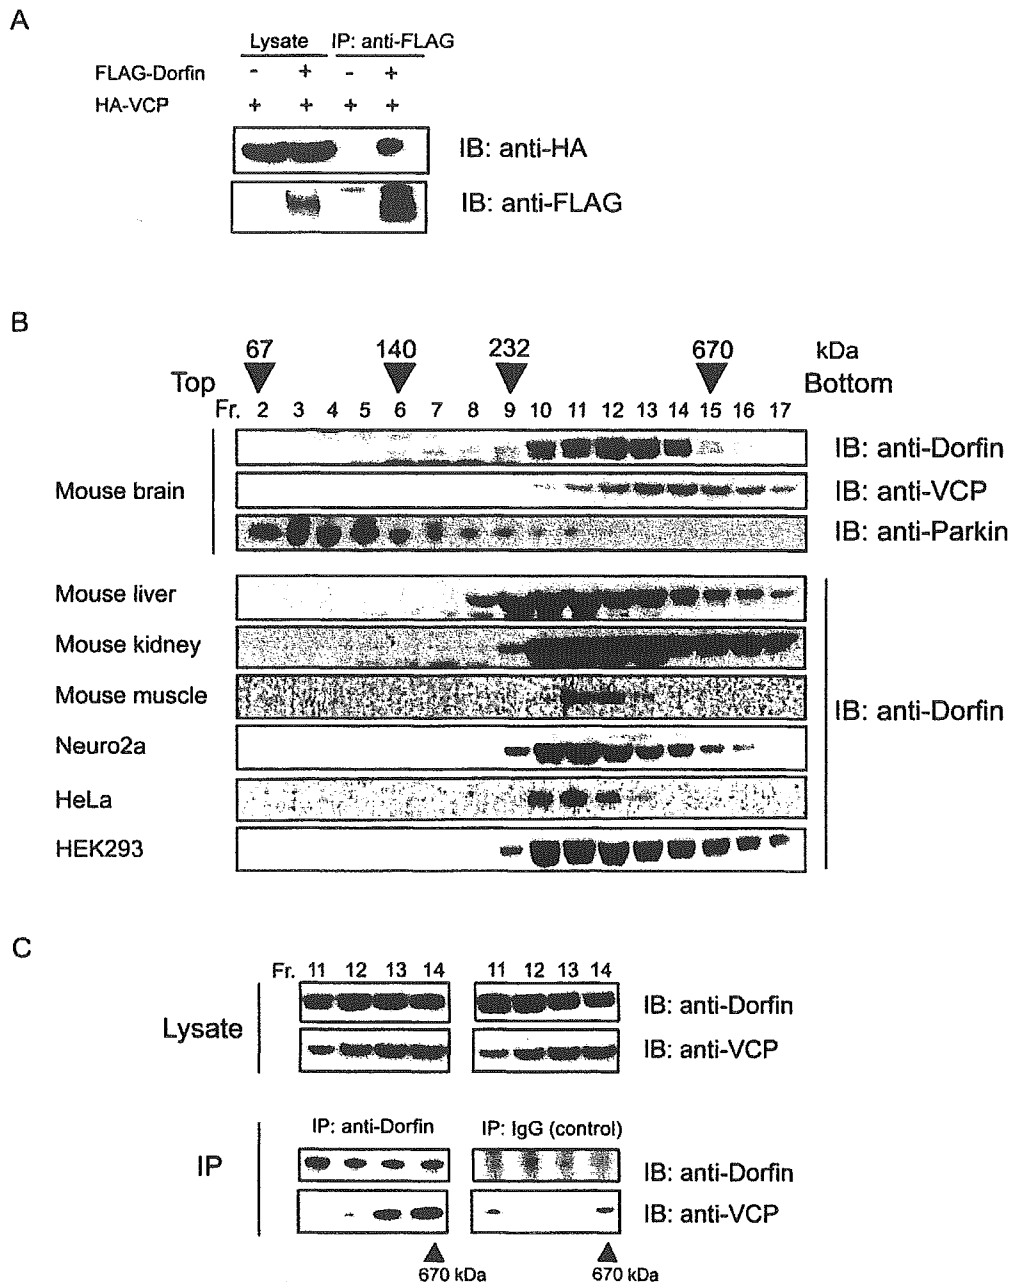 A
Lysate IP: anti-FLAG
FLAG-Dorfin - + - +
HA-VCP + + + +
IB: anti-HA
IB: anti-FLAG
B
67 140 232 670 kDa
Top Bottom
Fr. 2 3 4 5 6 7 8 9 10 11 12 13 14 15 16 17
IB: anti-Dorfin
Mouse brain IB: anti-VCP
IB: anti-Parkin
Mouse liver
Mouse kidney
Mouse muscle IB: anti-Dorfin
Neuro2a
HeLa
HEK293
C
Fr. 11 12 13 14 11 12 13 14
Lysate IB: anti-Dorfin
IB: anti-VCP
IP: anti-Dorfin IP: IgG (control)
IP IB: anti-Dorfin
IB: anti-VCP
670 kDa 670 kDa